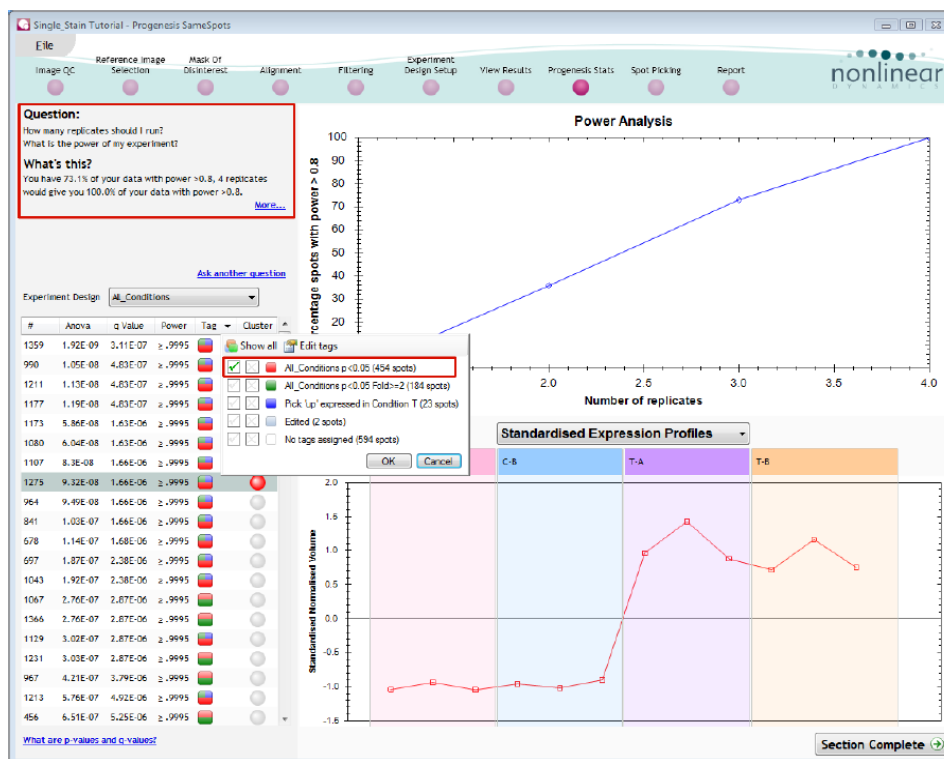 Single_Stain Tutorial - Progenesis SameSpots
File
Image QC
Reference Image Selection
Mask Of Disinterest
Alignment
Filtering
Experiment Design Setup
View Results
Progenesis Stats
Spot Picking
Report
nonlinear
DYNAMICS
Question:
How many replicates should I run?
What is the power of my experiment?
What's this?
You have 73.1% of your data with power >0.8, 4 replicates
would give you 100.0% of your data with power >0.8.
More...
Ask another question
Experiment Design All_Conditions
Power Analysis
100
90
80
70
60
50
40
30
20
rcentage spots with power > 0.8
2.0 2.5 3.0 3.5 4.0
Number of replicates
# Anova q Value Power Tag Cluster
1359 1.92E-09 3.11E-07 ≥ .9995
990 1.05E-08 4.83E-07 ≥ .9995
1211 1.13E-08 4.83E-07 ≥ .9995
1177 1.19E-08 4.83E-07 ≥ .9995
1173 5.86E-08 1.63E-06 ≥ .9995
1080 6.04E-08 1.63E-06 ≥ .9995
1107 8.3E-08 1.66E-06 ≥ .9995
1275 9.32E-08 1.66E-06 ≥ .9995
964 9.49E-08 1.66E-06 ≥ .9995
841 1.03E-07 1.66E-06 ≥ .9995
678 1.14E-07 1.68E-06 ≥ .9995
697 1.87E-07 2.38E-06 ≥ .9995
1043 1.92E-07 2.38E-06 ≥ .9995
1067 2.76E-07 2.87E-06 ≥ .9995
1366 2.76E-07 2.87E-06 ≥ .9995
1129 3.02E-07 2.87E-06 ≥ .9995
1231 3.03E-07 2.87E-06 ≥ .9995
967 4.21E-07 3.79E-06 ≥ .9995
1213 5.76E-07 4.92E-06 ≥ .9995
456 6.51E-07 5.25E-06 ≥ .9995
What are p-values and q-values?
Show all Edit tags
All_Conditions p<0.05 (454 spots)
All_Conditions p<0.05 Fold>=2 (184 spots)
Pick 'up' expressed in Condition T (23 spots)
Edited (2 spots)
No tags assigned (594 spots)
OK Cancel
Standardised Expression Profiles
C-B T-A T-B
2.0
1.0
0.0
-1.0
-1.5
Standardised Normalised Volume
Section Complete